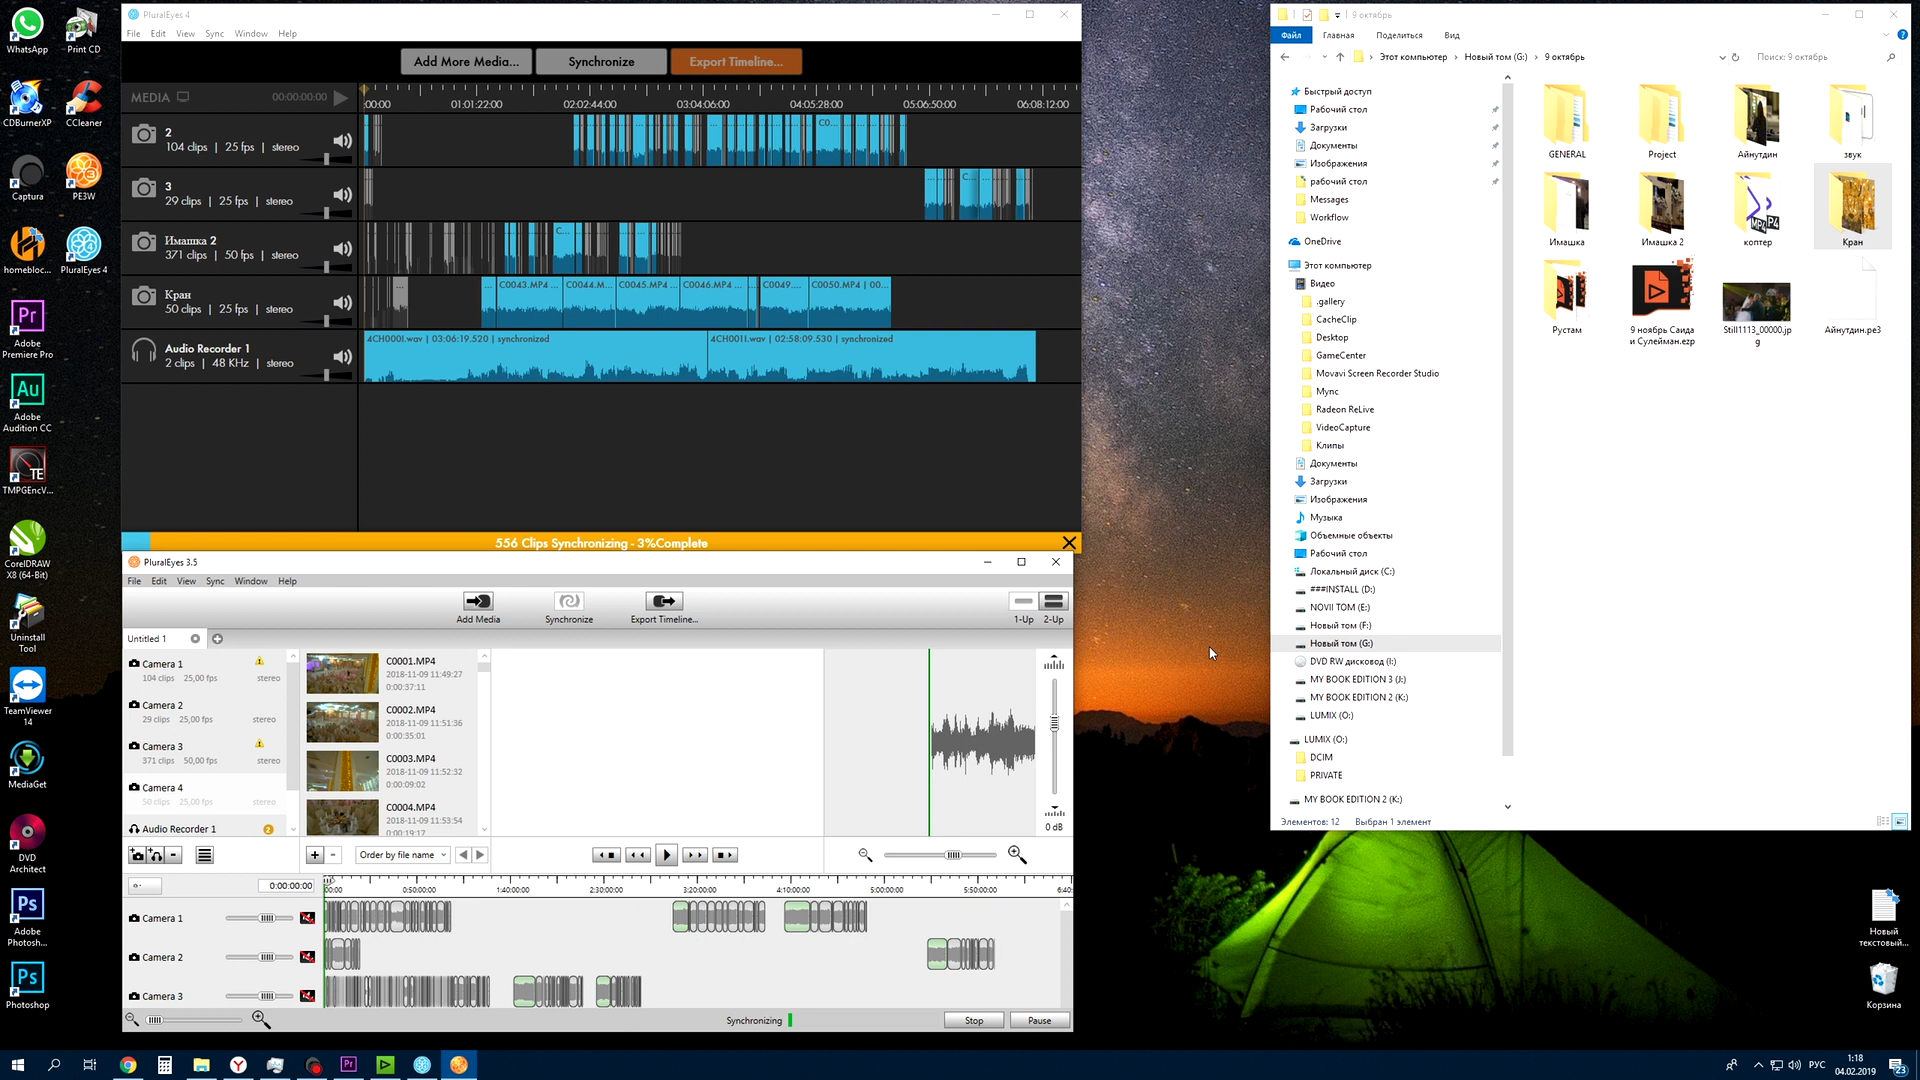 WhatsApp
Print CD
CDBurnerXP
CCleaner
Captura
PE3W
homebloc...
PluralEyes 4
Adobe
Premiere Pro
Adobe
Audition CC
TMPGEncV...
CorelDRAW
X8 (64-Bit)
Uninstall
Tool
TeamViewer
14
MediaGet
DVD
Architect
Adobe
Photosh...
Photoshop
PluralEyes 4
File Edit View Sync Window Help
Add More Media... Synchronize Export Timeline...
MEDIA 00:00:00:00
:00:00 01:01:22:00 02:02:44:00 03:04:06:00 04:05:28:00 05:06:50:00 06:08:12:00
2
104 clips | 25 fps | stereo
C0...
3
29 clips | 25 fps | stereo
C...
Имашка 2
371 clips | 50 fps | stereo
C...
Кран
50 clips | 25 fps | stereo
... ... C0043.MP4 ... C0044.M... C0045.MP4 ... C0046.MP4 ... C0049.... C0050.MP4 | 00...
Audio Recorder 1
2 clips | 48 KHz | stereo
4CH000I.wav | 03:06:19.520 | synchronized 4CH001I.wav | 02:58:09.530 | synchronized
556 Clips Synchronizing - 3%Complete
PluralEyes 3.5
File Edit View Sync Window Help
Add Media Synchronize Export Timeline... 1-Up 2-Up
Untitled 1
Camera 1
104 clips 25,00 fps stereo
Camera 2
29 clips 25,00 fps stereo
Camera 3
371 clips 50,00 fps stereo
Camera 4
50 clips 25,00 fps stereo
Audio Recorder 1 2
C0001.MP4
2018-11-09 11:49:27
0:00:37:11
C0002.MP4
2018-11-09 11:51:36
0:00:35:01
C0003.MP4
2018-11-09 11:52:32
0:00:09:02
C0004.MP4
2018-11-09 11:53:54
0:00:19:17
0 dB
Order by file name
0:00:00:00
00:00 0:50:00:00 1:40:00:00 2:30:00:00 3:20:00:00 4:10:00:00 5:00:00:00 5:50:00:00 6:40:
Camera 1
Camera 2
Camera 3
Synchronizing Stop Pause
9 октябрь
Файл Главная Поделиться Вид
Этот компьютер Новый том (G:) 9 октябрь Поиск: 9 октябрь
Быстрый доступ
Рабочий стол
Загрузки
Документы
Изображения
рабочий стол
Messages
Workflow
OneDrive
Этот компьютер
Видео
.gallery
CacheClip
Desktop
GameCenter
Movavi Screen Recorder Studio
Mync
Radeon ReLive
VideoCapture
Клипы
Документы
Загрузки
Изображения
Музыка
Объемные объекты
Рабочий стол
Локальный диск (C:)
###INSTALL (D:)
NOVII TOM (E:)
Новый том (F:)
Новый том (G:)
DVD RW дисковод (I:)
MY BOOK EDITION 3 (J:)
MY BOOK EDITION 2 (K:)
LUMIX (O:)
LUMIX (O:)
DCIM
PRIVATE
MY BOOK EDITION 2 (K:)
GENERAL Project Айнутдин звук
Имашка Имашка 2 коптер Кран
Рустам
9 ноябрь Саида
и Сулейман.ezp
Still1113_00000.jp
g
Айнутдин.pe3
Элементов: 12 Выбран 1 элемент
Новый
текстовый...
Корзина
РУС
1:18
04.02.2019
23